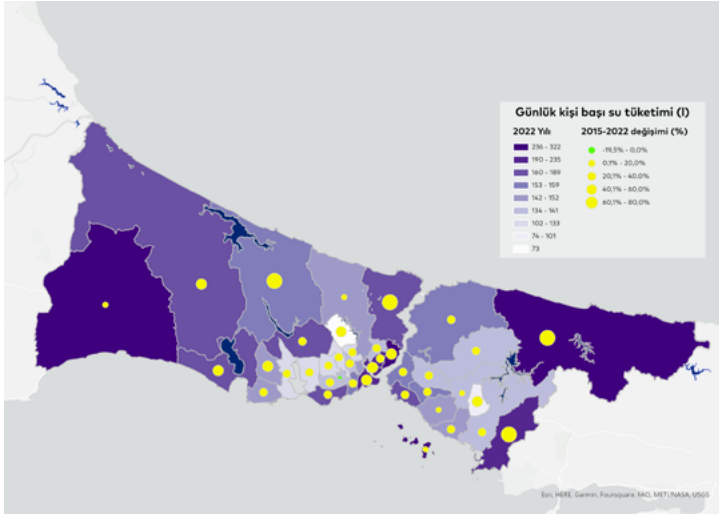 Günlük kişi başı su tüketimi (l)
2022 Yılı
2015-2022 değişimi (%)
236 - 322
190 - 235
160 - 189
153 - 159
142 - 152
134 - 141
102 - 133
74 - 101
73
-19,5% - 0,0%
0,1% - 20,0%
20,1% - 40,0%
40,1% - 60,0%
60,1% - 80,0%
Esri, HERE, Garmin, Foursquare, FAO, METI/NASA, USGS